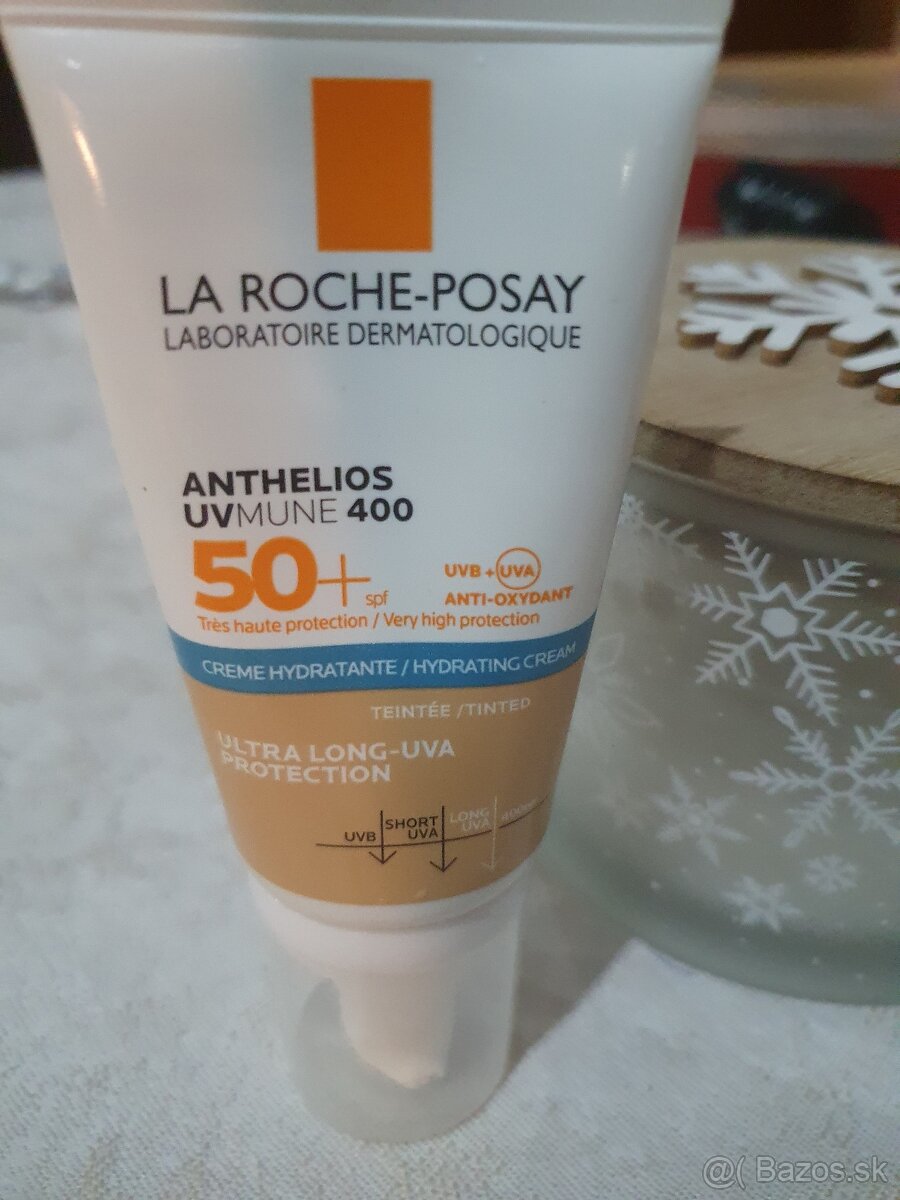 LA ROCHE-POSAY
LABORATOIRE DERMATOLOGIQUE
ANTHELIOS
UVMUNE 400
50+ spf
UVB + UVA
ANTI-OXYDANT
Très haute protection / Very high protection
CREME HYDRATANTE / HYDRATING CREAM
TEINTÉE / TINTED
ULTRA LONG-UVA
PROTECTION
UVB
SHORT
UVA
LONG
UVA
400nm
@( Bazos.sk